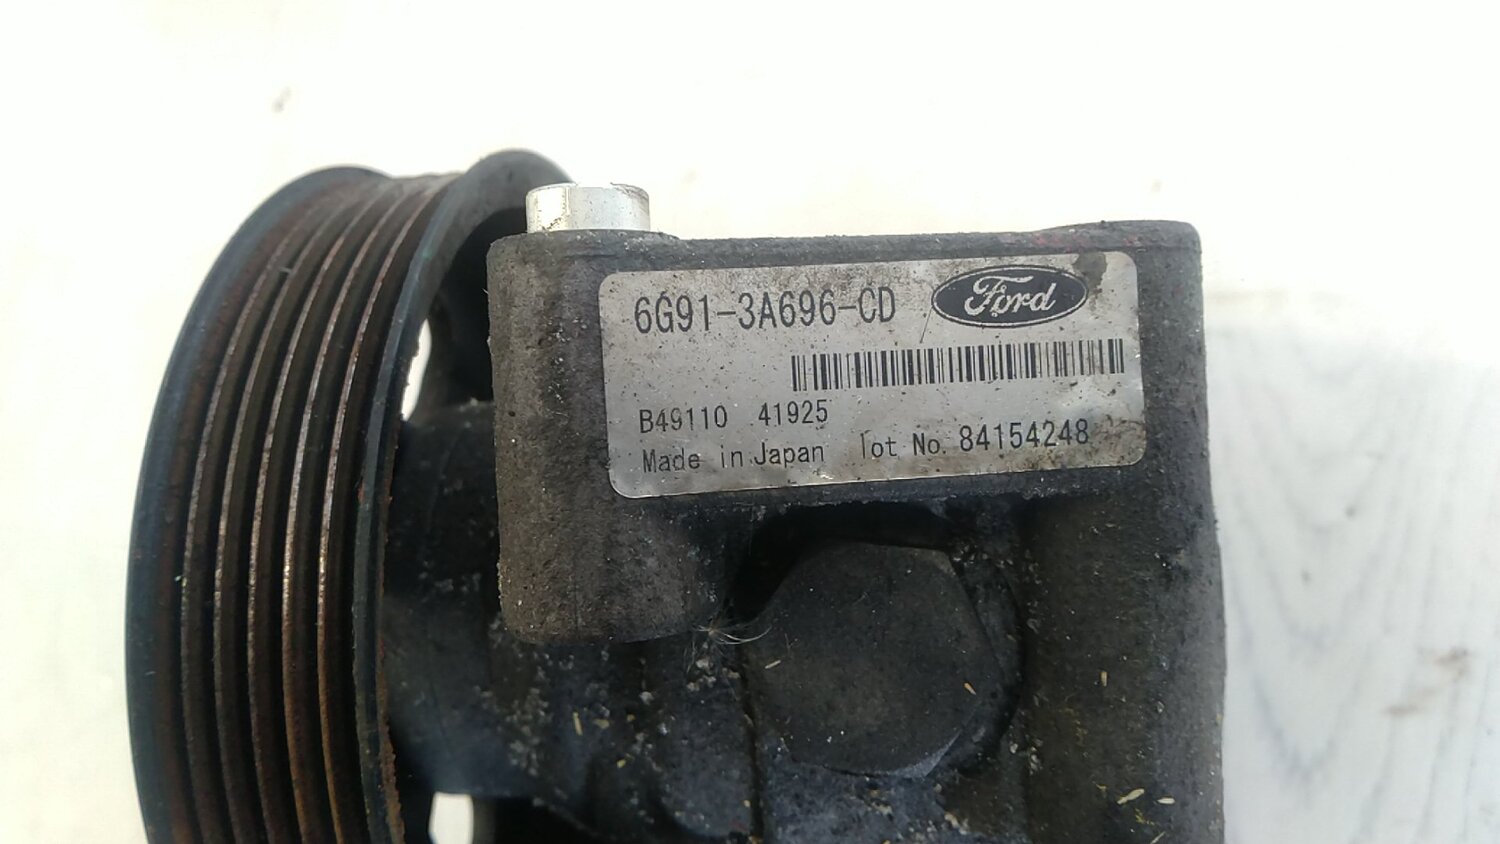 6G91-3A696-CD Ford
B49110 41925
Made in Japan lot No. 84154248